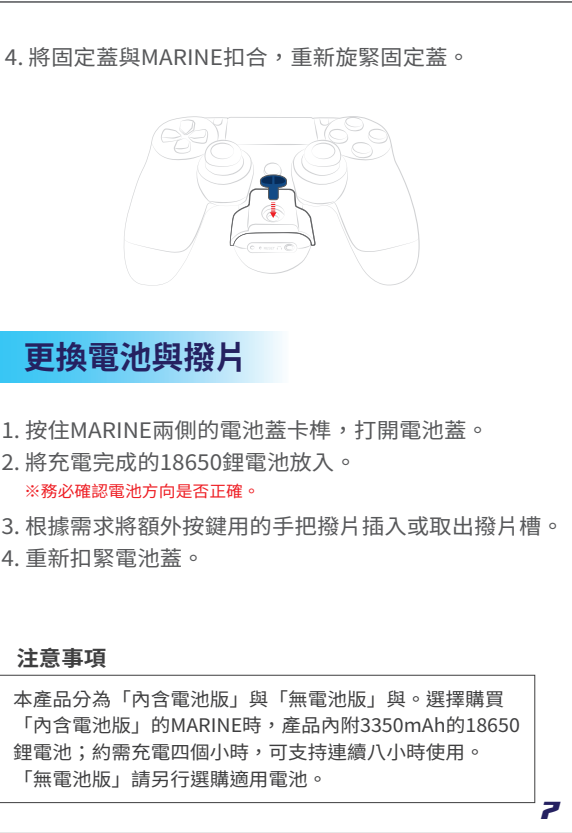 4. 將固定蓋與MARINE扣合，重新旋緊固定蓋。
更換電池與撥片
1. 按住MARINE兩側的電池蓋卡榫，打開電池蓋。
2. 將充電完成的18650鋰電池放入。
※務必確認電池方向是否正確。
3. 根據需求將額外按鍵用的手把撥片插入或取出撥片槽。
4. 重新扣緊電池蓋。
注意事項
本產品分為「內含電池版」與「無電池版」與。選擇購買
「內含電池版」的MARINE時，產品內附3350mAh的18650
鋰電池；約需充電四個小時，可支持連續八小時使用。
「無電池版」請另行選購適用電池。
7